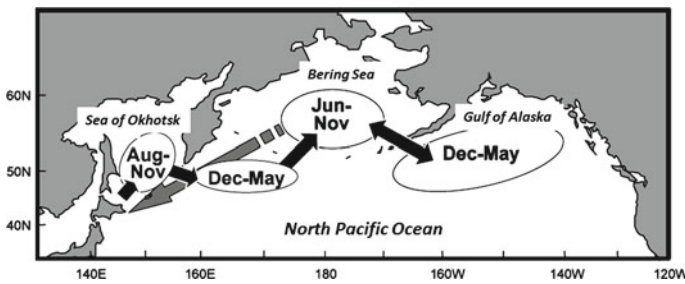 Bering Sea
60N
Jun-
Nov
Sea of Okhotsk
Gulf of Alaska
Aug-
Nov
Dec-May
50N
Dec-May
40N
North Pacific Ocean
140E
160E
180
160W
140W
120W